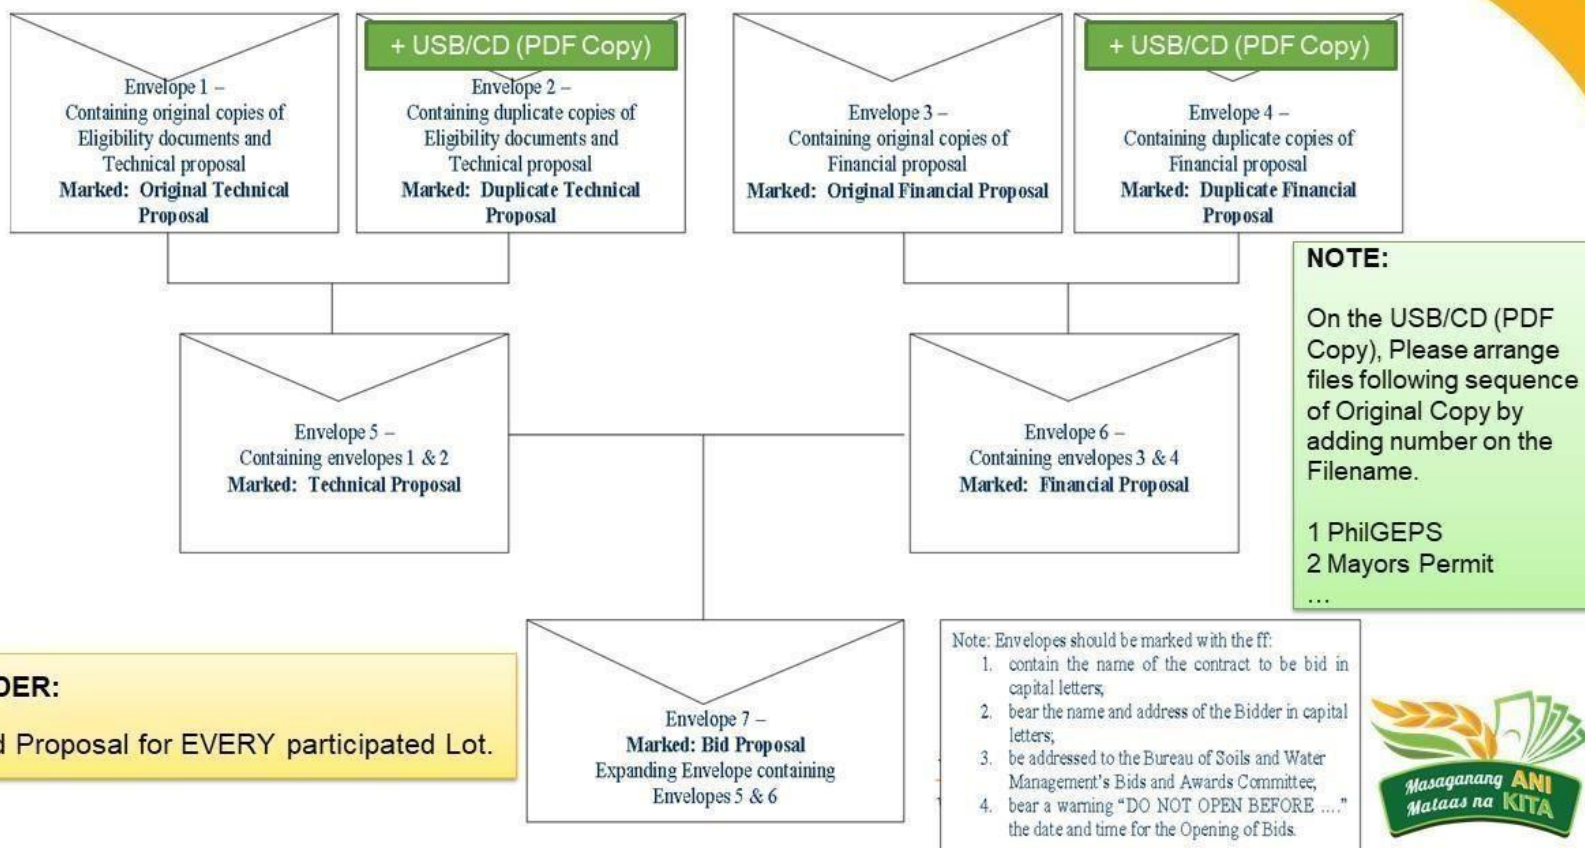 + USB/CD (PDF Copy)
+ USB/CD (PDF Copy)
Envelope 1 –
Containing original copies of
Eligibility documents and
Technical proposal
Marked: Original Technical
Proposal
Envelope 2 –
Containing duplicate copies of
Eligibility documents and
Technical proposal
Marked: Duplicate Technical
Proposal
Envelope 3 –
Containing original copies of
Financial proposal
Marked: Original Financial Proposal
Envelope 4 –
Containing duplicate copies of
Financial proposal
Marked: Duplicate Financial
Proposal
NOTE:
On the USB/CD (PDF
Copy), Please arrange
files following sequence
of Original Copy by
adding number on the
Filename.
1 PhilGEPS
2 Mayors Permit
...
Envelope 5 –
Containing envelopes 1 & 2
Marked: Technical Proposal
Envelope 6 –
Containing envelopes 3 & 4
Marked: Financial Proposal
DER:
Proposal for EVERY participated Lot.
Envelope 7 –
Marked: Bid Proposal
Expanding Envelope containing
Envelopes 5 & 6
Note: Envelopes should be marked with the ff:
1. contain the name of the contract to be bid in
capital letters;
2. bear the name and address of the Bidder in capital
letters;
3. be addressed to the Bureau of Soils and Water
Management's Bids and Awards Committee;
4. bear a warning “DO NOT OPEN BEFORE ....”
the date and time for the Opening of Bids.
Masaganang ANI
Mataas na KITA